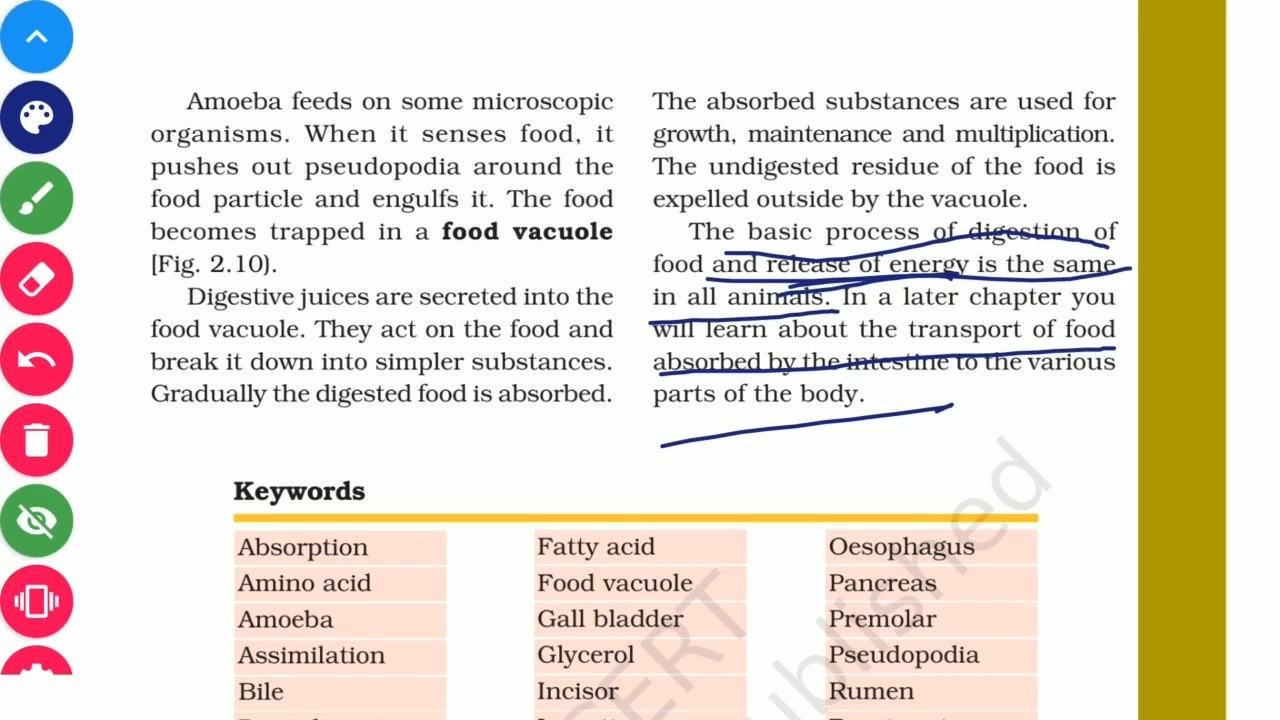 Amoeba feeds on some microscopic
organisms. When it senses food, it
pushes out pseudopodia around the
food particle and engulfs it. The food
becomes trapped in a food vacuole
[Fig. 2.10).
Digestive juices are secreted into the
food vacuole. They act on the food and
break it down into simpler substances.
Gradually the digested food is absorbed.
The absorbed substances are used for
growth, maintenance and multiplication.
The undigested residue of the food is
expelled outside by the vacuole.
The basic process of digestion of
food and release of energy is the same
in all animals. In a later chapter you
will learn about the transport of food
absorbed by the intestine to the various
parts of the body.
Keywords
Absorption
Amino acid
Amoeba
Assimilation
Bile
Fatty acid
Food vacuole
Gall bladder
Glycerol
Incisor
Oesophagus
Pancreas
Premolar
Pseudopodia
Rumen